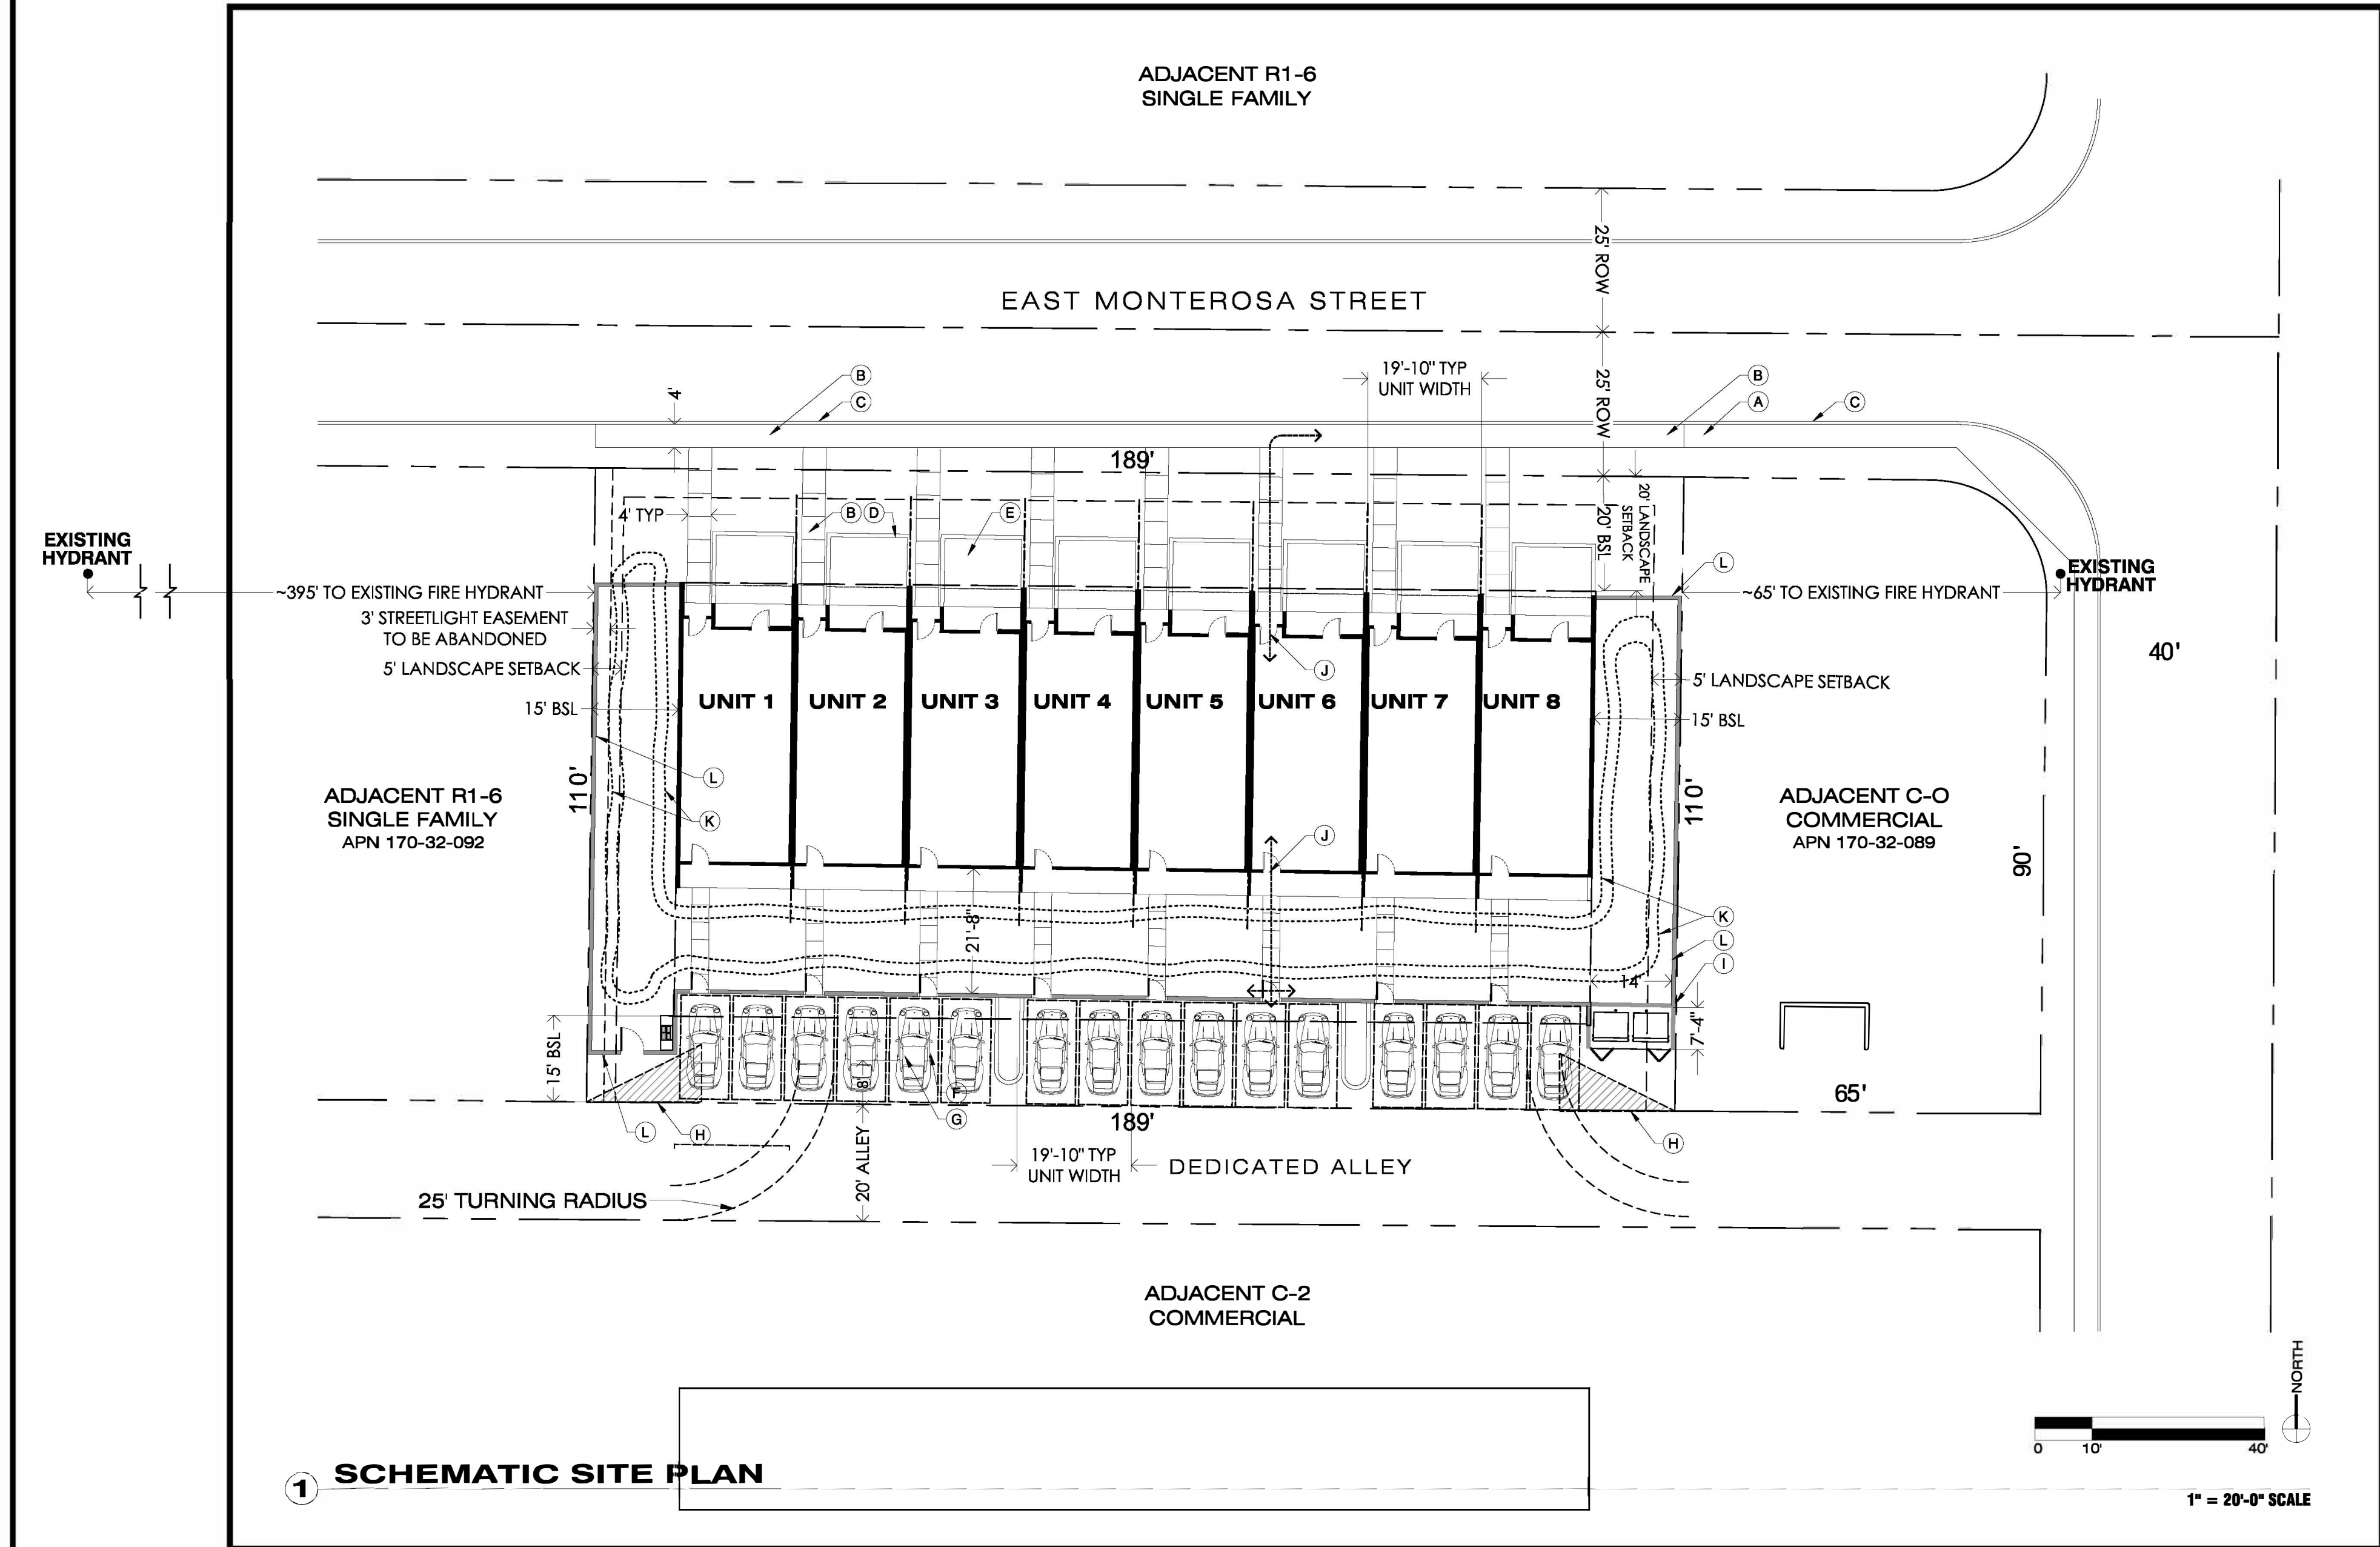 ADJACENT R1-6
SINGLE FAMILY
25' ROW
EAST MONTEROSA STREET
25' ROW
19'-10" TYP
UNIT WIDTH
4'
B
C
B
A
C
189'
4' TYP
B
D
E
20' BSL
20' LANDSCAPE
SETBACK
L
EXISTING
HYDRANT
EXISTING
HYDRANT
~395' TO EXISTING FIRE HYDRANT
~65' TO EXISTING FIRE HYDRANT
3' STREETLIGHT EASEMENT
TO BE ABANDONED
5' LANDSCAPE SETBACK
15' BSL
J
5' LANDSCAPE SETBACK
15' BSL
40'
UNIT 1
UNIT 2
UNIT 3
UNIT 4
UNIT 5
UNIT 6
UNIT 7
UNIT 8
110'
L
K
J
110'
ADJACENT R1-6
SINGLE FAMILY
APN 170-32-092
ADJACENT C-O
COMMERCIAL
APN 170-32-089
90'
21'-8"
K
L
I
14'
7'-4"
15' BSL
18'
F
G
65'
L
H
189'
H
20' ALLEY
19'-10" TYP
UNIT WIDTH
DEDICATED ALLEY
25' TURNING RADIUS
ADJACENT C-2
COMMERCIAL
NORTH
0
10'
40'
1
SCHEMATIC SITE PLAN
1" = 20'-0" SCALE